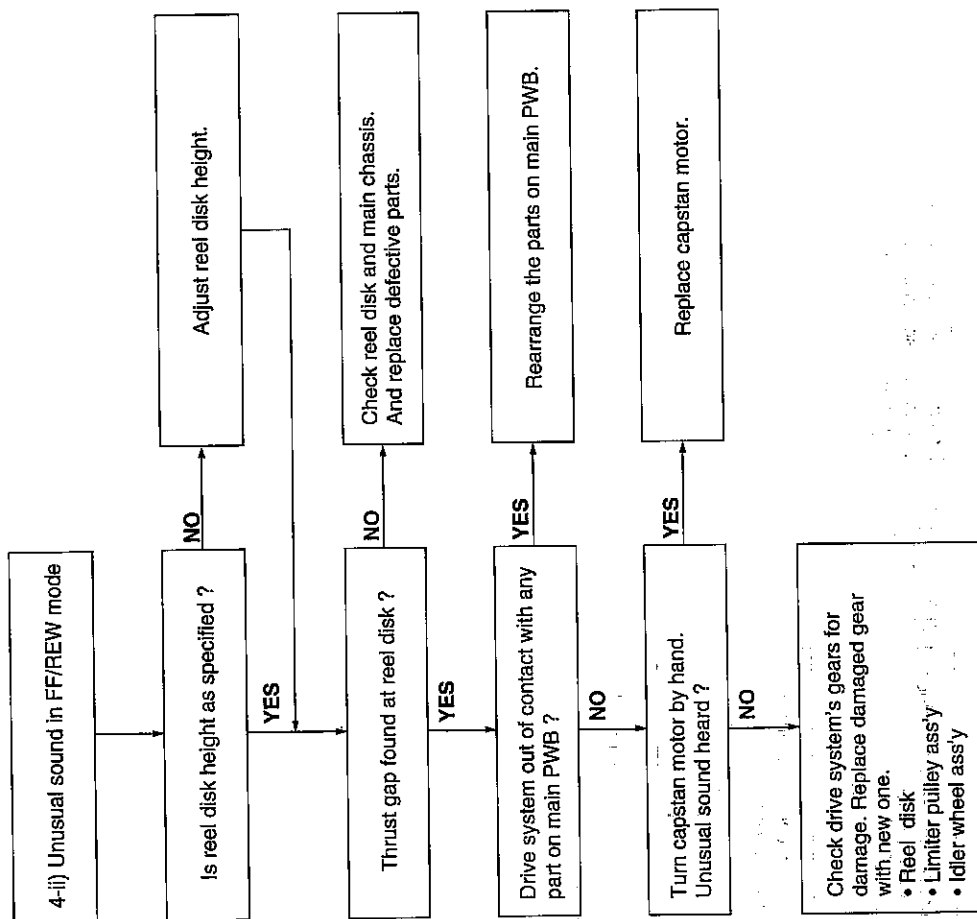 4-ii) Unusual sound in FF/REW mode
Is reel disk height as specified ?
NO
Adjust reel disk height.
YES
Thrust gap found at reel disk ?
NO
Check reel disk and main chassis.
And replace defective parts.
YES
Drive system out of contact with any
part on main PWB ?
YES
Rearrange the parts on main PWB.
NO
Turn capstan motor by hand.
Unusual sound heard ?
YES
Replace capstan motor.
NO
Check drive system's gears for
damage. Replace damaged gear
with new one.
• Reel disk
• Limiter pulley ass'y
• Idler wheel ass'y